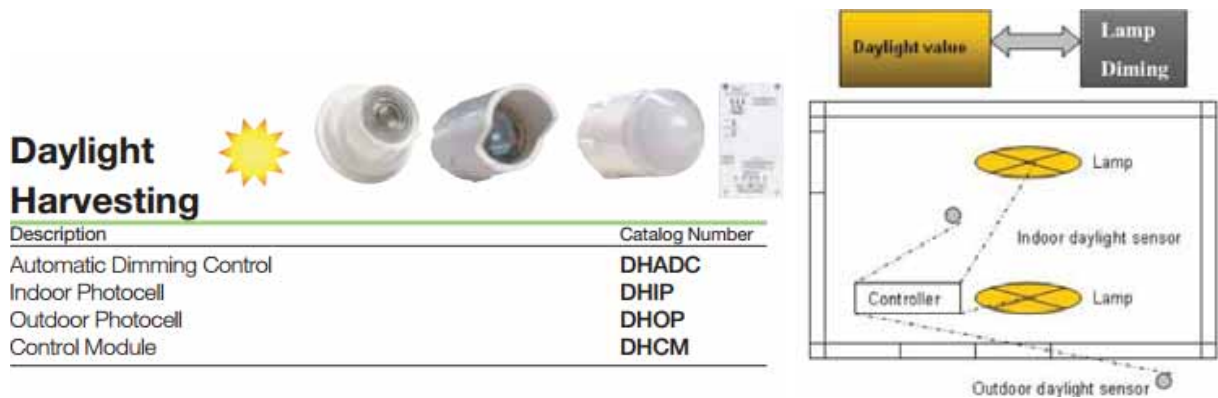 Daylight
Harvesting
Description Catalog Number
Automatic Dimming Control DHADC
Indoor Photocell DHIP
Outdoor Photocell DHOP
Control Module DHCM
Daylight value
Lamp
Diming
Lamp
Indoor daylight sensor
Controller
Lamp
Outdoor daylight sensor